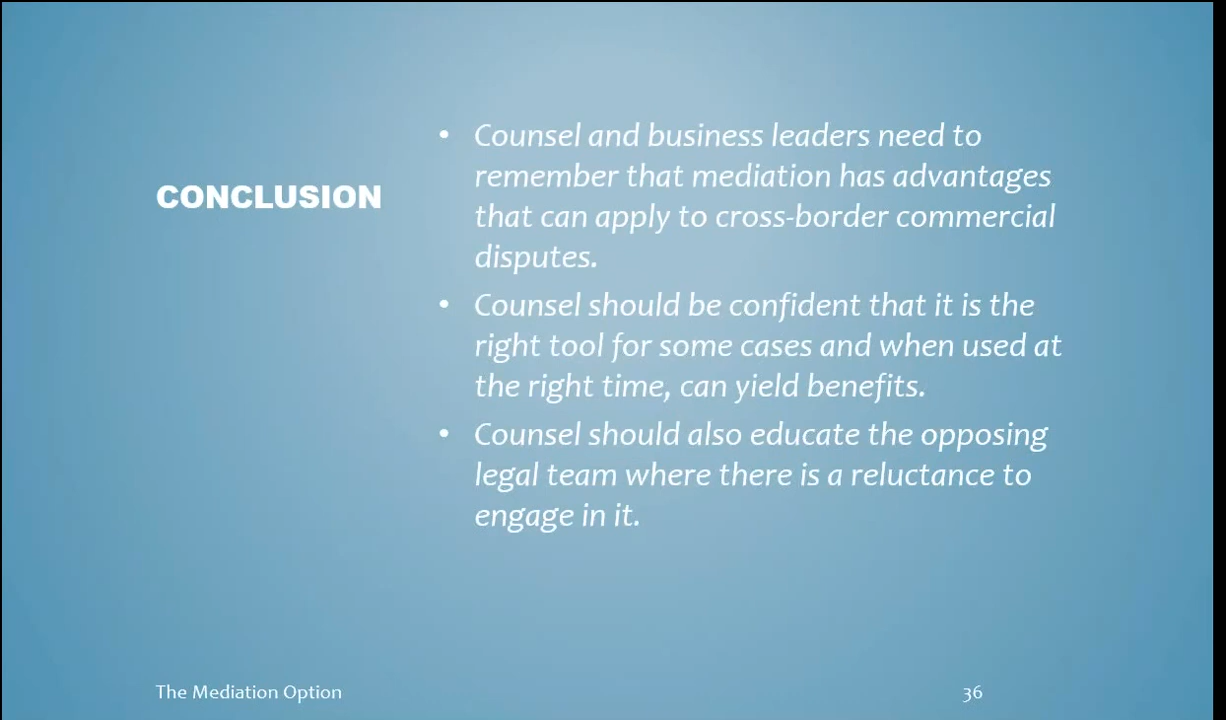 CONCLUSION
• Counsel and business leaders need to
remember that mediation has advantages
that can apply to cross-border commercial
disputes.
• Counsel should be confident that it is the
right tool for some cases and when used at
the right time, can yield benefits.
• Counsel should also educate the opposing
legal team where there is a reluctance to
engage in it.
The Mediation Option
36